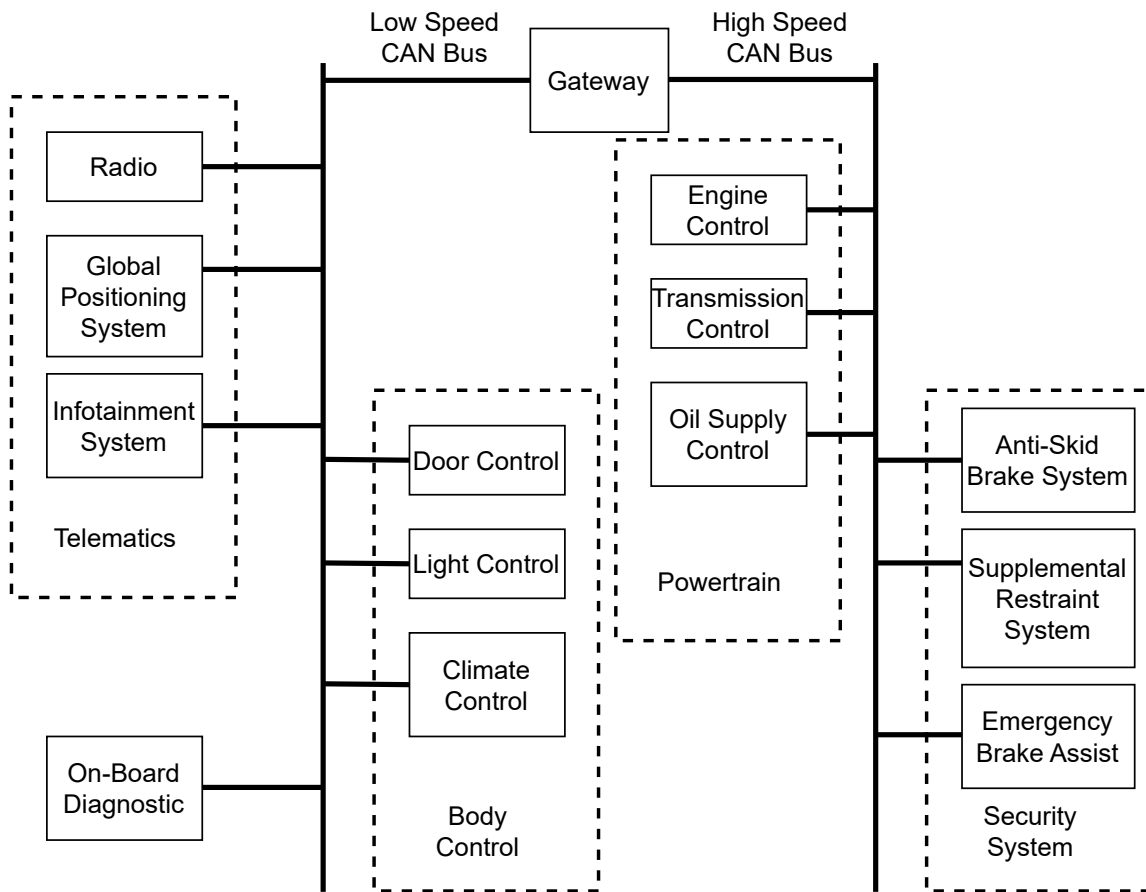 Low Speed
CAN Bus
Gateway
High Speed
CAN Bus
Radio
Global
Positioning
System
Infotainment
System
Telematics
On-Board
Diagnostic
Door Control
Light Control
Climate
Control
Body
Control
Engine
Control
Transmission
Control
Oil Supply
Control
Powertrain
Anti-Skid
Brake System
Supplemental
Restraint
System
Emergency
Brake Assist
Security
System